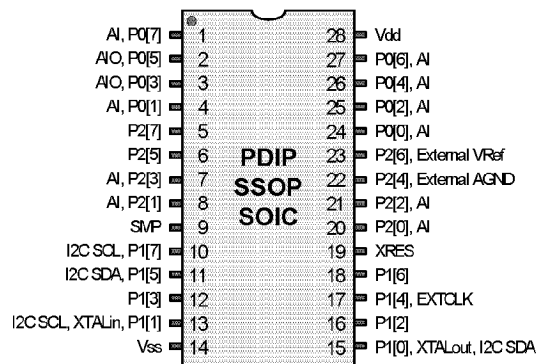 AI, P0[7] 1 28 Vdd
AIO, P0[5] 2 27 P0[6], AI
AIO, P0[3] 3 26 P0[4], AI
AI, P0[1] 4 25 P0[2], AI
P2[7] 5 24 P0[0], AI
P2[5] 6 PDIP 23 P2[6], External VRef
AI, P2[3] 7 SSOP 22 P2[4], External AGND
AI, P2[1] 8 SOIC 21 P2[2], AI
SMP 9 20 P2[0], AI
I2C SCL, P1[7] 10 19 XRES
I2C SDA, P1[5] 11 18 P1[6]
P1[3] 12 17 P1[4], EXTCLK
I2C SCL, XTALin, P1[1] 13 16 P1[2]
Vss 14 15 P1[0], XTALout, I2C SDA